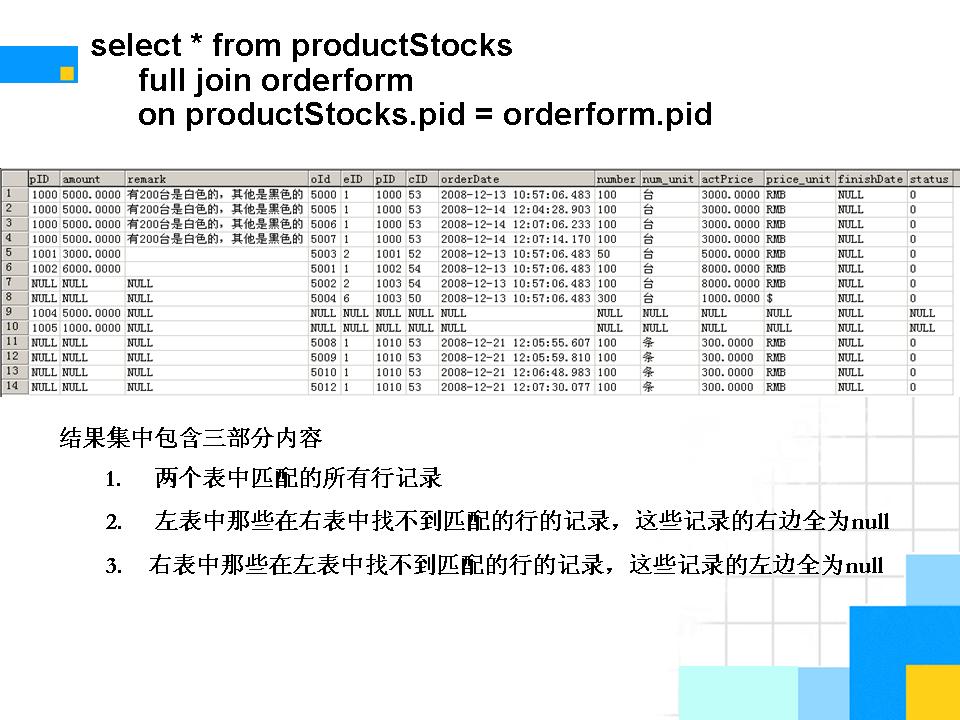 select * from productStocks
full join orderform
on productStocks.pid = orderform.pid
pID amount remark oId eID pID cID orderDate number num_unit actPrice price_unit finishDate status
1 1000 5000.0000 有200台是白色的，其他是黑色的 5000 1 1000 53 2008-12-13 10:57:06.483 100 台 3000.0000 RMB NULL 0
2 1000 5000.0000 有200台是白色的，其他是黑色的 5005 1 1000 53 2008-12-14 12:04:28.903 100 台 3000.0000 RMB NULL 0
3 1000 5000.0000 有200台是白色的，其他是黑色的 5006 1 1000 53 2008-12-14 12:07:06.233 100 台 3000.0000 RMB NULL 0
4 1000 5000.0000 有200台是白色的，其他是黑色的 5007 1 1000 53 2008-12-14 12:07:14.170 100 台 3000.0000 RMB NULL 0
5 1001 3000.0000 5003 2 1001 52 2008-12-13 10:57:06.483 50 台 5000.0000 RMB NULL 0
6 1002 6000.0000 5001 1 1002 54 2008-12-13 10:57:06.483 100 台 8000.0000 RMB NULL 0
7 NULL NULL NULL 5002 2 1003 54 2008-12-13 10:57:06.483 100 台 8000.0000 RMB NULL 0
8 NULL NULL NULL 5004 6 1003 50 2008-12-13 10:57:06.483 300 台 1000.0000 $ NULL 0
9 1004 5000.0000 NULL NULL NULL NULL NULL NULL NULL NULL NULL NULL NULL NULL
10 1005 1000.0000 NULL NULL NULL NULL NULL NULL NULL NULL NULL NULL NULL NULL
11 NULL NULL NULL 5008 1 1010 53 2008-12-21 12:05:55.607 100 条 300.0000 RMB NULL 0
12 NULL NULL NULL 5009 1 1010 53 2008-12-21 12:05:59.810 100 条 300.0000 RMB NULL 0
13 NULL NULL NULL 5010 1 1010 53 2008-12-21 12:06:48.983 100 条 300.0000 RMB NULL 0
14 NULL NULL NULL 5012 1 1010 53 2008-12-21 12:07:30.077 100 条 300.0000 RMB NULL 0
结果集中包含三部分内容
1. 两个表中匹配的所有行记录
2. 左表中那些在右表中找不到匹配的行的记录，这些记录的右边全为null
3. 右表中那些在左表中找不到匹配的行的记录，这些记录的左边全为null